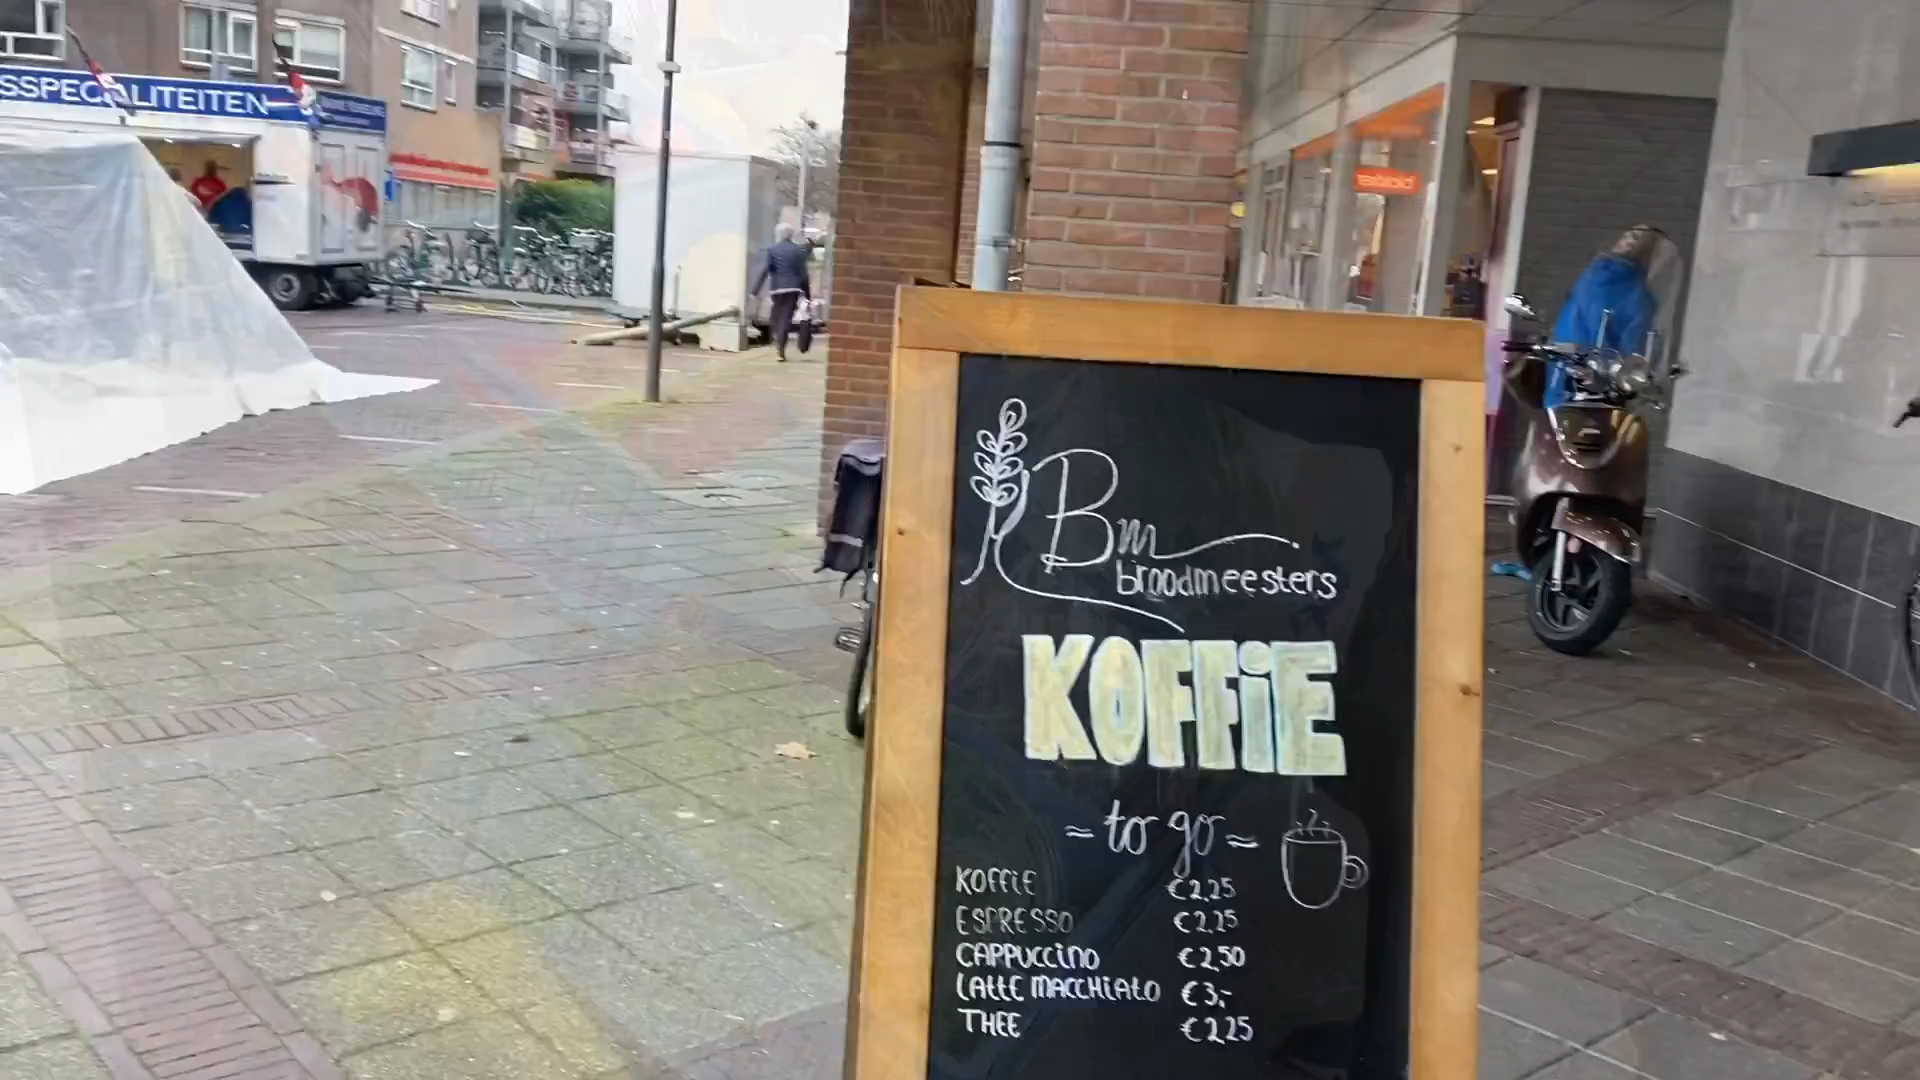 SSPECIALITEITEN
Bm
broodmeesters
KOFFiE
= to go =
KOFFiE €2,25
ESPRESSO €2,25
CAPPUCCiNO €2,50
LAttE MACCHiAtO €3,-
THEE €2,25